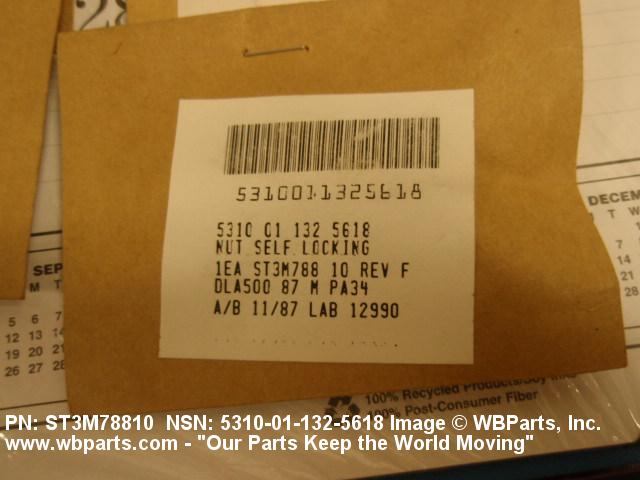 5310011325618
5310 01 132 5618
NUT SELF LOCKING
1EA ST3M788 10 REV F
DLA500 87 M PA34
A/B 11/87 LAB 12990
DECEM
7
14
21
28
SEP
M T
5 6 7
12 13 14
19 20 21
26 27 28
100% Recycled Products/Soy
100% Post-Consumer Fiber
PN: ST3M78810 NSN: 5310-01-132-5618 Image © WBParts, Inc.
www.wbparts.com - "Our Parts Keep the World Moving"